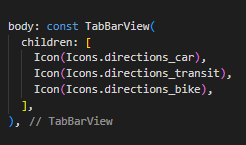 body: const TabBarView(
  children: [
    Icon(Icons.directions_car),
    Icon(Icons.directions_transit),
    Icon(Icons.directions_bike),
  ],
), // TabBarView